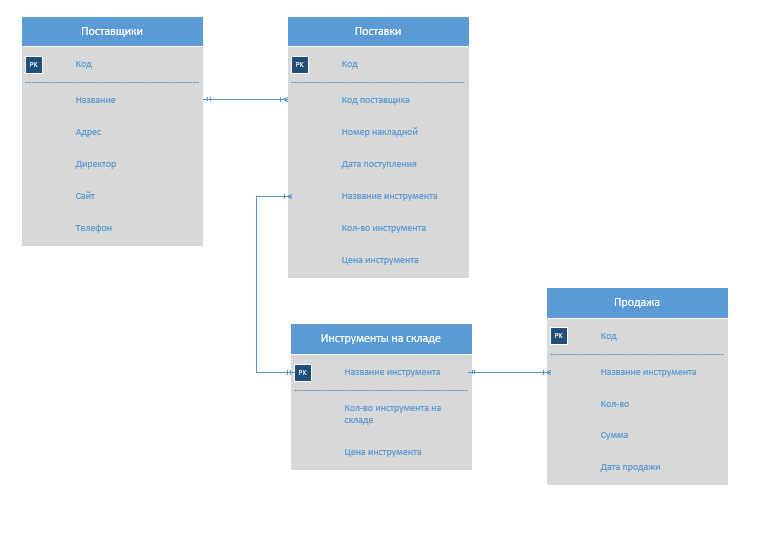 Поставщики
PK Код
Название
Адрес
Директор
Сайт
Телефон
Поставки
PK Код
Код поставщика
Номер накладной
Дата поступления
Название инструмента
Кол-во инструмента
Цена инструмента
Инструменты на складе
PK Название инструмента
Кол-во инструмента на
складе
Цена инструмента
Продажа
PK Код
Название инструмента
Кол-во
Сумма
Дата продажи